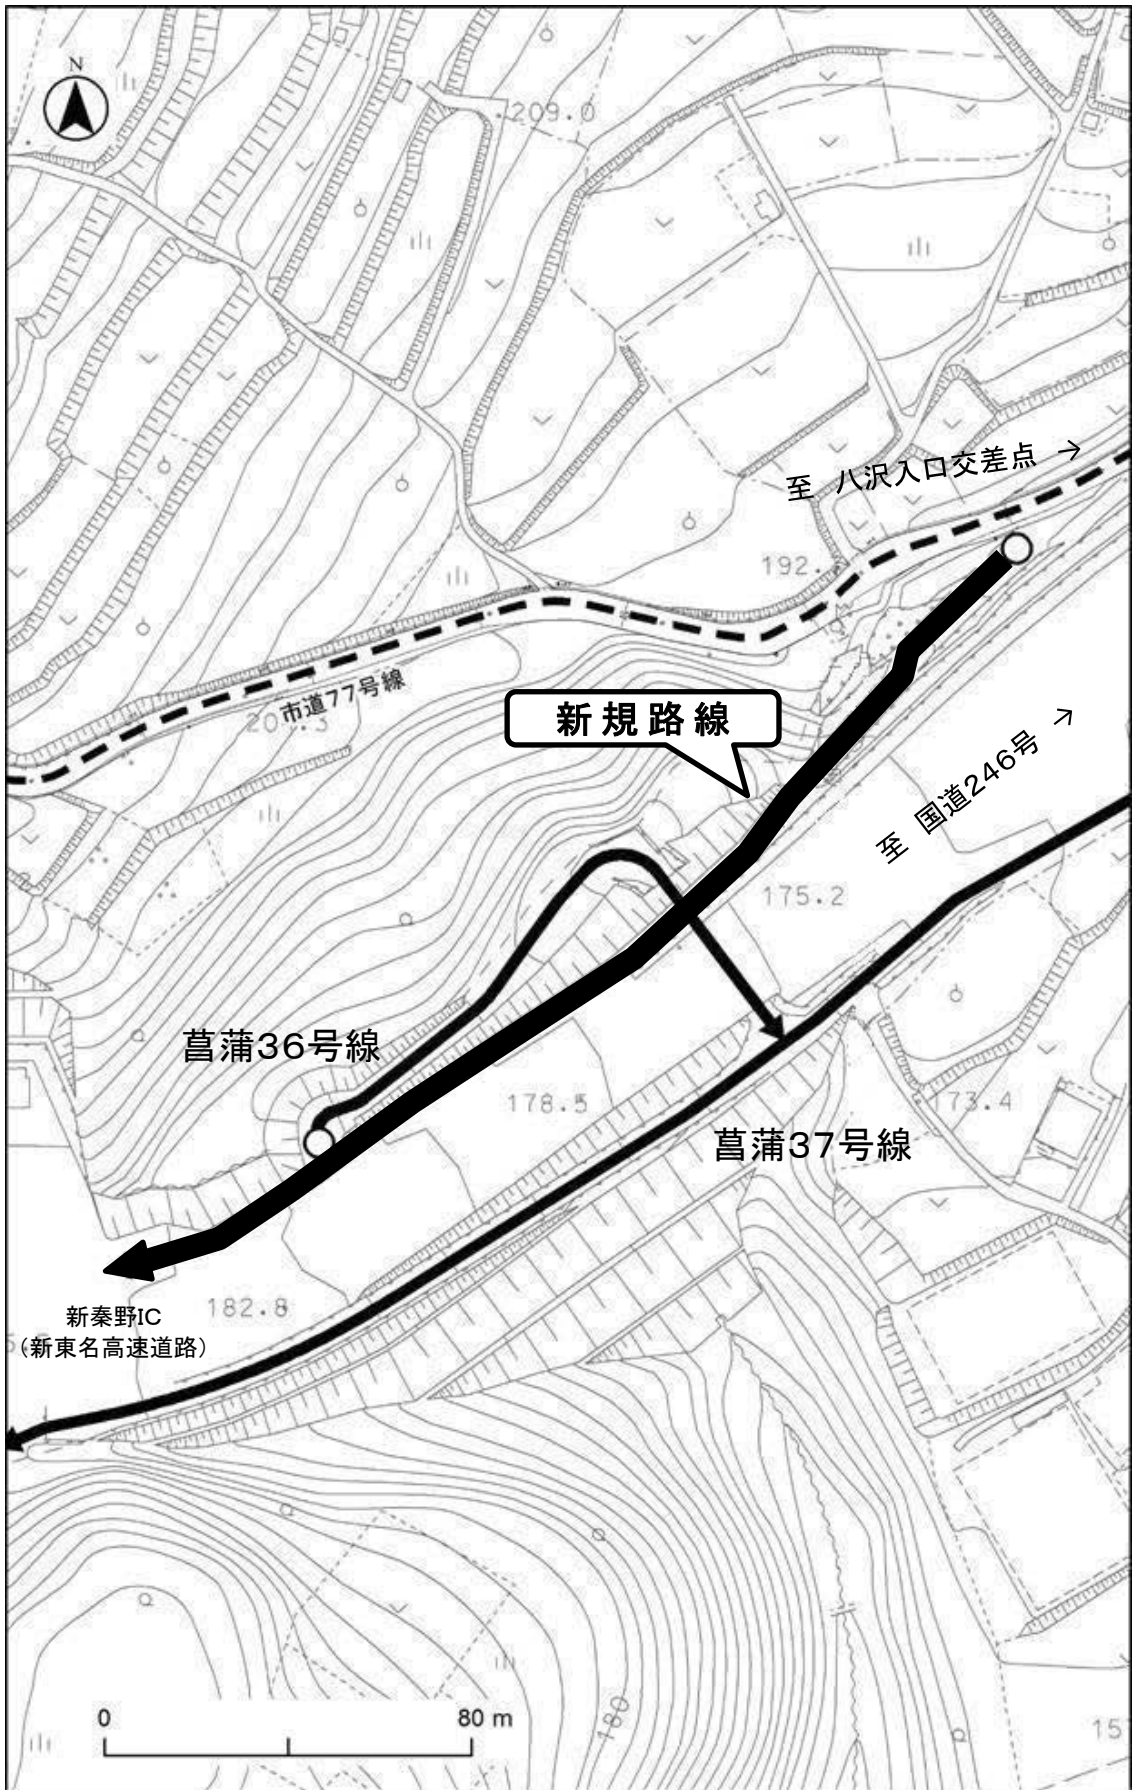 N
209.0
至 八沢入口交差点 →
192.
市道77号線
新規路線
至 国道246号 →
175.2
菖蒲36号線
178.5
73.4
菖蒲37号線
182.8
新秦野IC
(新東名高速道路)
180
0 80 m
15